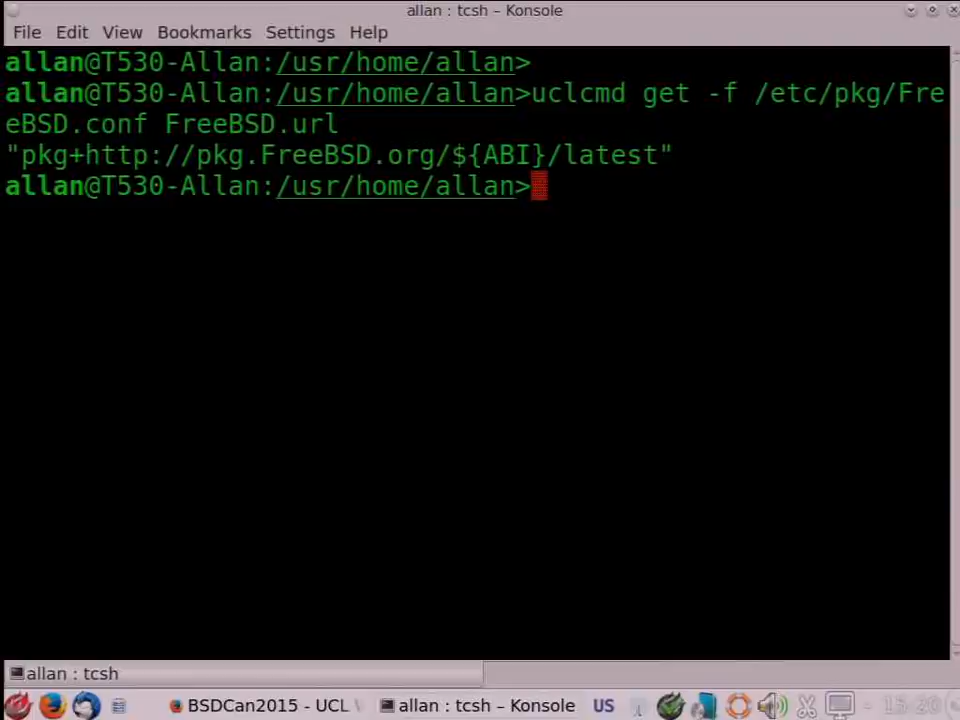 allan : tcsh – Konsole
File Edit View Bookmarks Settings Help
allan@T530-Allan:/usr/home/allan>
allan@T530-Allan:/usr/home/allan>uclcmd get -f /etc/pkg/Fre
eBSD.conf FreeBSD.url
"pkg+http://pkg.FreeBSD.org/${ABI}/latest"
allan@T530-Allan:/usr/home/allan>
allan : tcsh
BSDCan2015 - UCL
allan : tcsh – Konsole
US
15:20